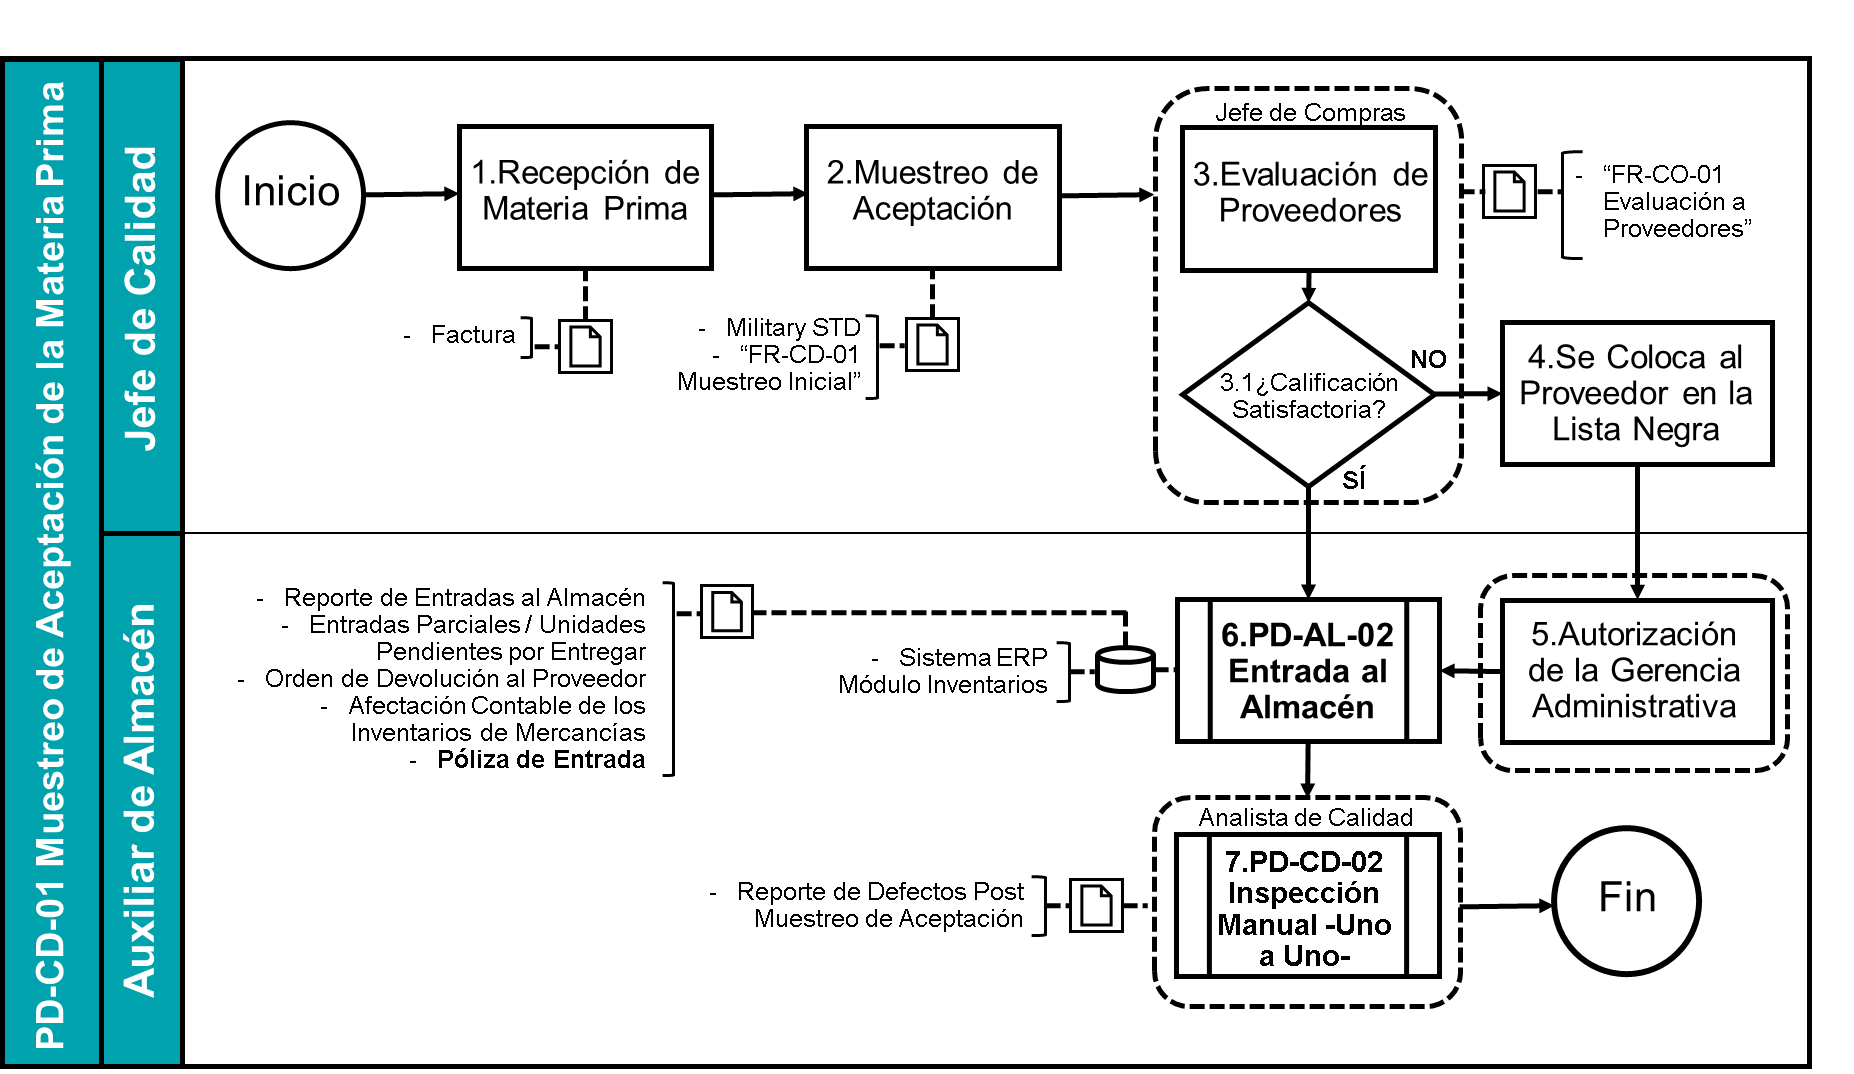 PD-CD-01 Muestreo de Aceptación de la Materia Prima
Jefe de Calidad
Inicio
1.Recepción de
Materia Prima
- Factura
2.Muestreo de
Aceptación
- Military STD
- “FR-CD-01
Muestreo Inicial”
Jefe de Compras
3.Evaluación de
Proveedores
- “FR-CO-01
Evaluación a
Proveedores”
3.1¿Calificación
Satisfactoria?
NO
SÍ
4.Se Coloca al
Proveedor en la
Lista Negra
Auxiliar de Almacén
- Reporte de Entradas al Almacén
- Entradas Parciales / Unidades
Pendientes por Entregar
- Orden de Devolución al Proveedor
- Afectación Contable de los
Inventarios de Mercancías
- Póliza de Entrada
- Sistema ERP
Módulo Inventarios
6.PD-AL-02
Entrada al
Almacén
5.Autorización
de la Gerencia
Administrativa
Analista de Calidad
7.PD-CD-02
Inspección
Manual -Uno
a Uno-
- Reporte de Defectos Post
Muestreo de Aceptación
Fin